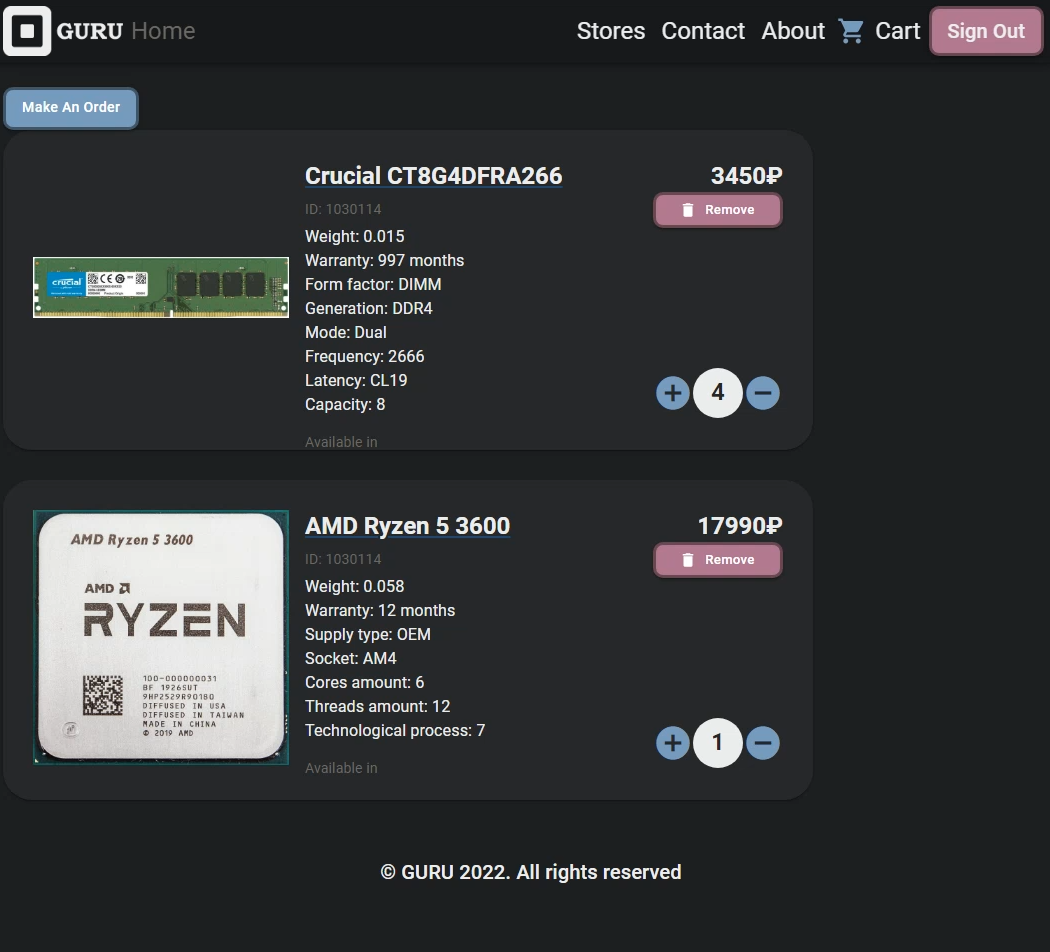 GURU Home Stores Contact About Cart Sign Out
Make An Order
Crucial CT8G4DFRA266
3450₽
ID: 1030114
Remove
Weight: 0.015
Warranty: 997 months
Form factor: DIMM
Generation: DDR4
Mode: Dual
Frequency: 2666
Latency: CL19
Capacity: 8
4
Available in
crucial
AMD Ryzen 5 3600
17990₽
ID: 1030114
Remove
Weight: 0.058
Warranty: 12 months
Supply type: OEM
Socket: AM4
Cores amount: 6
Threads amount: 12
Technological process: 7
1
Available in
AMD Ryzen 5 3600
AMD
RYZEN
100-000000031
BF 1926SUT
9HP2529R90180
DIFFUSED IN USA
DIFFUSED IN TAIWAN
MADE IN CHINA
© 2019 AMD
© GURU 2022. All rights reserved